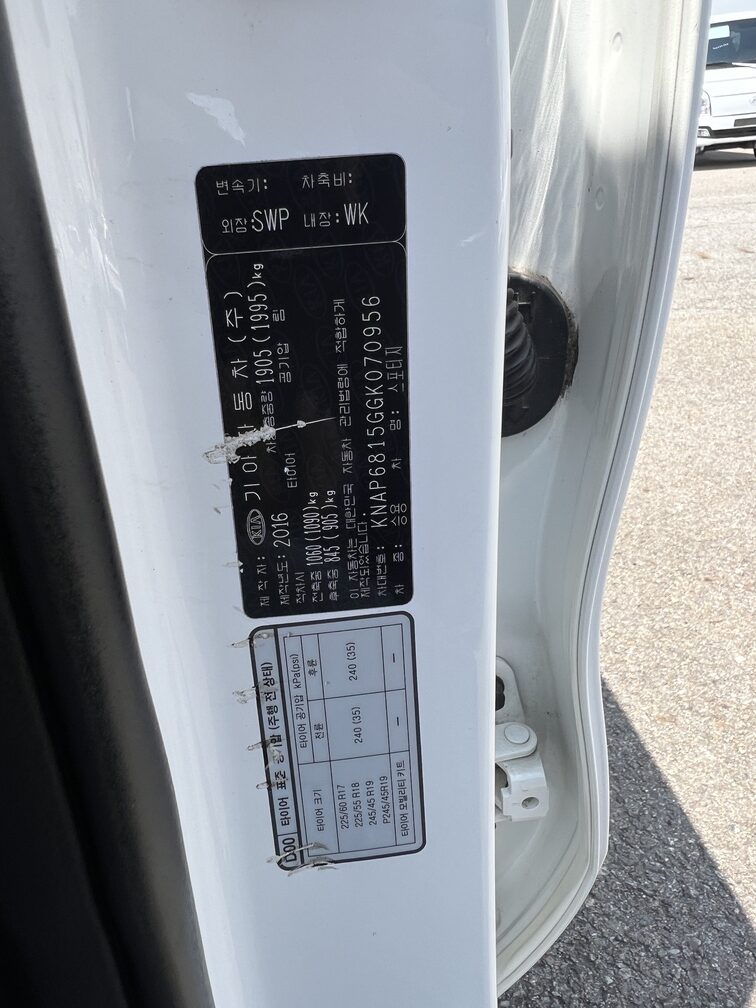 변속기: 차축비:
외장:SWP 내장:WK
KIA 기아자동차(주)
제 작 자:
제작년도: 2016 차량총중량 1905(1995)kg
적차시 타이어 공기압 림
전축중 1060(1090)kg
후축중 845(905)kg
이 자동차는 대한민국 자동차 관리법령에 적합하게
제작되었습니다.
차대번호: KNAP6815GGK070956
차 종: 승용 차 명: 스포티지
D00 타이어 표준 공기압 (주행 전 상태)
타이어 크기 타이어 공기압 kPa(psi)
전륜 후륜
225/60 R17
225/55 R18
245/45 R19
P245/45R19
240 (35) 240 (35)
타이어 모빌리티 키트 — —